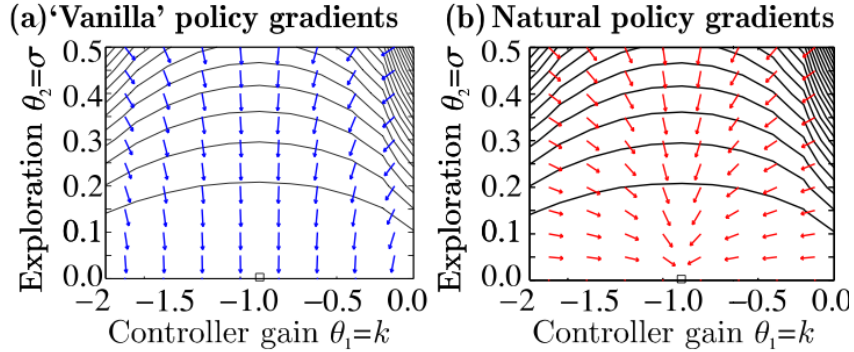 (a) 'Vanilla' policy gradients
Exploration θ₂=σ
0.5
0.4
0.3
0.2
0.1
0.0
−2 −1.5 −1.0 −0.5 0.0
Controller gain θ₁=k
(b) Natural policy gradients
Exploration θ₂=σ
0.5
0.4
0.3
0.2
0.1
0.0
−2 −1.5 −1.0 −0.5 0.0
Controller gain θ₁=k